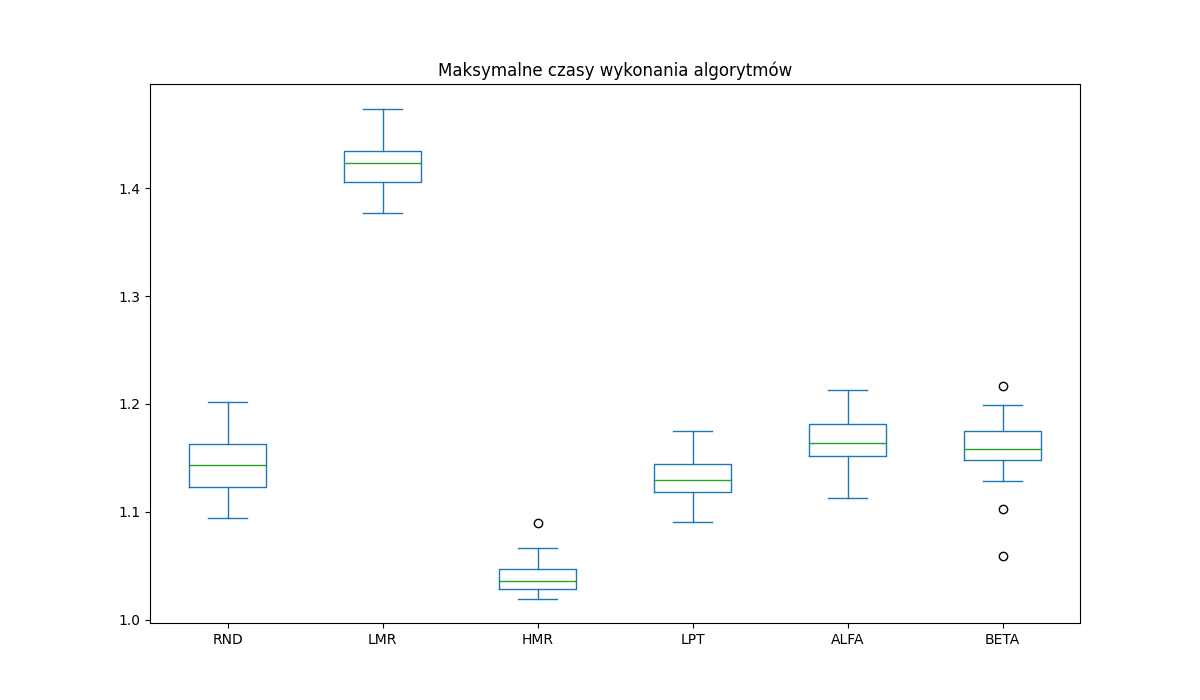 Maksymalne czasy wykonania algorytmów
1.4
1.3
1.2
1.1
1.0
RND LMR HMR LPT ALFA BETA